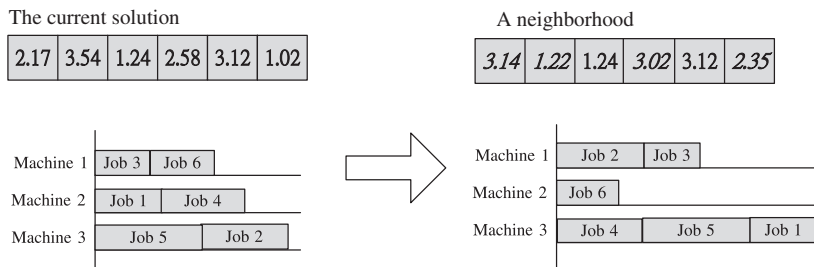 The current solution
2.17 3.54 1.24 2.58 3.12 1.02
Machine 1 Job 3 Job 6
Machine 2 Job 1 Job 4
Machine 3 Job 5 Job 2
A neighborhood
3.14 1.22 1.24 3.02 3.12 2.35
Machine 1 Job 2 Job 3
Machine 2 Job 6
Machine 3 Job 4 Job 5 Job 1